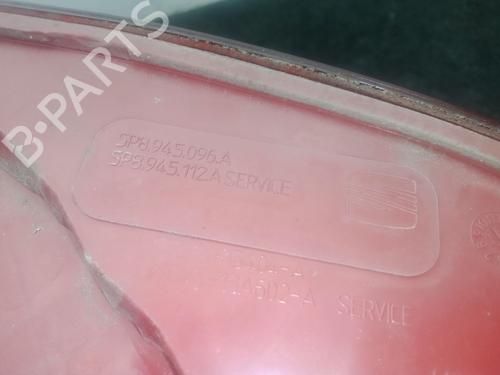 B-PARTS
5P8.945.096.A
5P8.945.112.A SERVICE
SERVICE